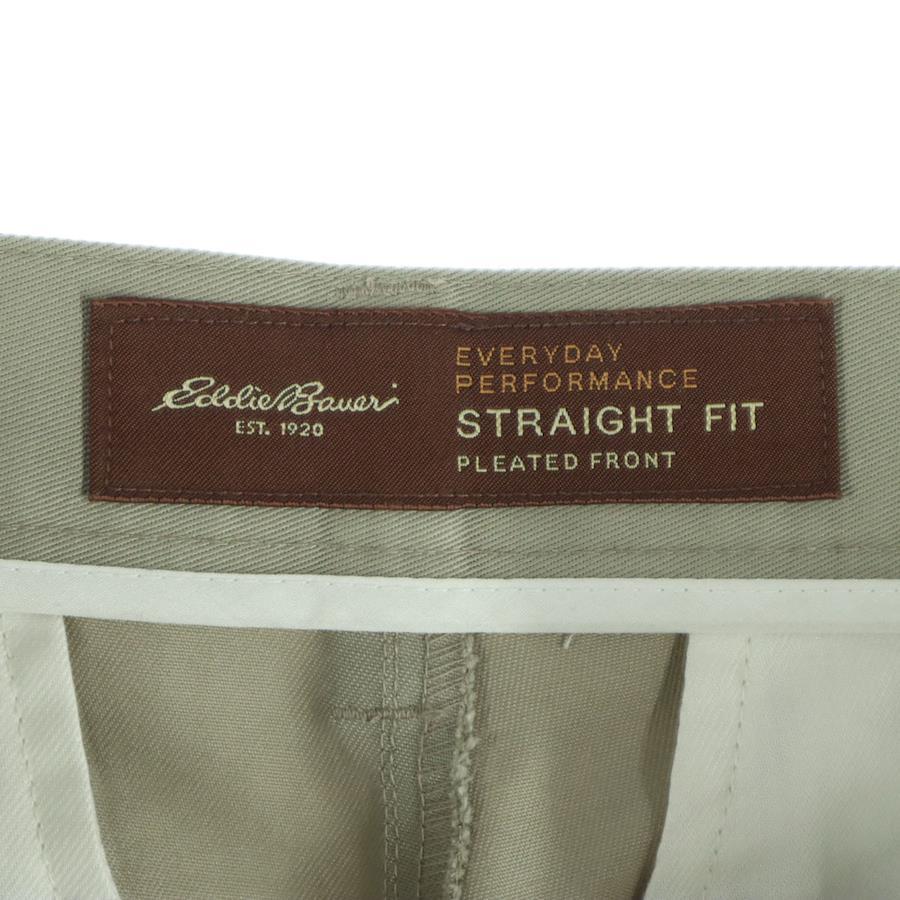 Eddie Bauer
EST. 1920
EVERYDAY
PERFORMANCE
STRAIGHT FIT
PLEATED FRONT